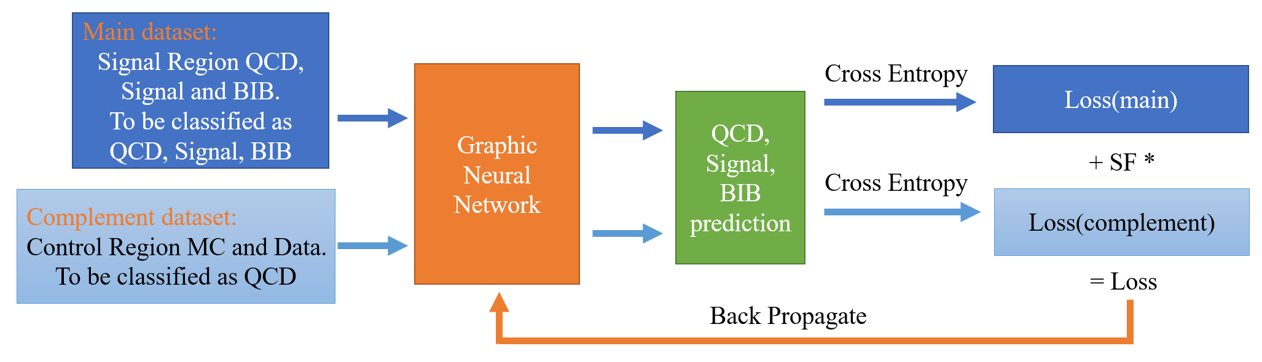 Main dataset:
Signal Region QCD,
Signal and BIB.
To be classified as
QCD, Signal, BIB
Complement dataset:
Control Region MC and Data.
To be classified as QCD
Graphic
Neural
Network
QCD,
Signal,
BIB
prediction
Cross Entropy
Cross Entropy
Loss(main)
+ SF *
Loss(complement)
= Loss
Back Propagate